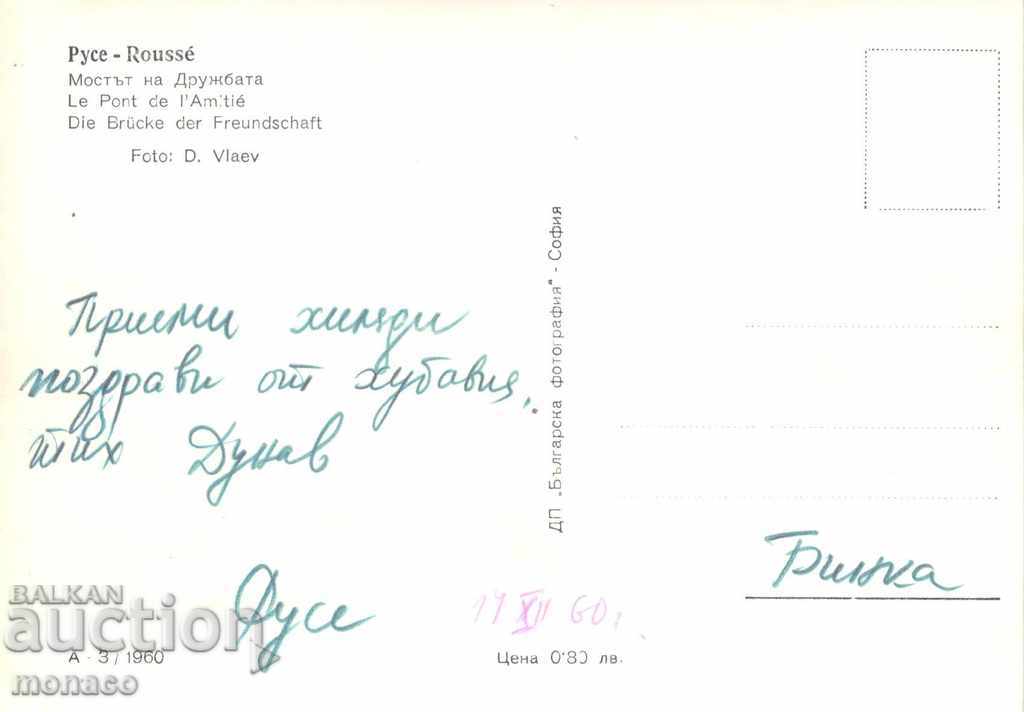 Русе - Roussé
Мостът на Дружбата
Le Pont de l'Amitié
Die Brücke der Freundschaft
Foto: D. Vlaev
Приеми хиляди
поздрави от хубавия,
тих Дунав
Русе
ДП „Българска фотография" - София
Бинка
XII 60 г.
А - 3 / 1960
Цена 0·80 лв.
BALKAN
auction
monaco